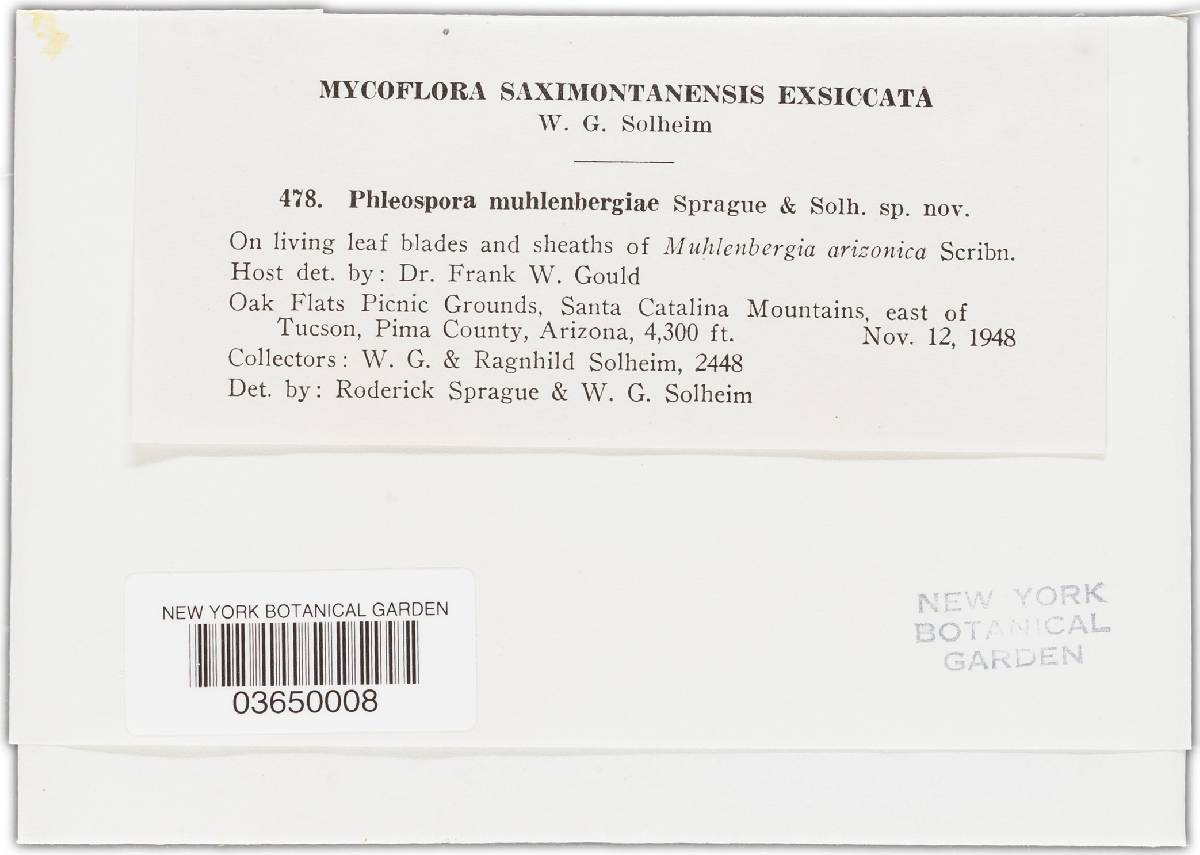 MYCOFLORA SAXIMONTANENSIS EXSICCATA
W. G. Solheim
478. Phleospora muhlenbergiae Sprague & Solh. sp. nov.
On living leaf blades and sheaths of Muhlenbergia arizonica Scribn.
Host det. by: Dr. Frank W. Gould
Oak Flats Picnic Grounds, Santa Catalina Mountains, east of
Tucson, Pima County, Arizona, 4,300 ft. Nov. 12, 1948
Collectors: W. G. & Ragnhild Solheim, 2448
Det. by: Roderick Sprague & W. G. Solheim
NEW YORK BOTANICAL GARDEN
03650008
NEW YORK
BOTANICAL
GARDEN